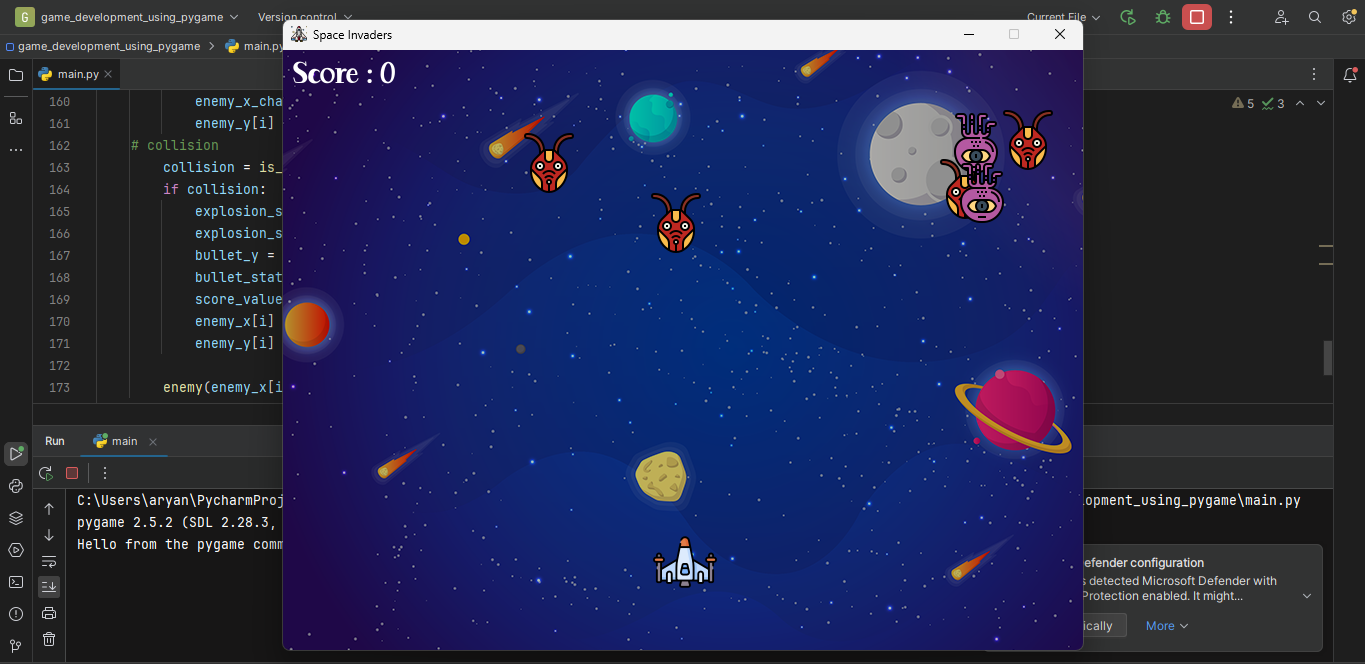 G game_development_using_pygame Version control Current File
game_development_using_pygame main.py
Space Invaders
main.py
Score : 0
5 3
160 enemy_x_cha
161 enemy_y[i]
162 # collision
163 collision = is_
164 if collision:
165 explosion_s
166 explosion_s
167 bullet_y =
168 bullet_stat
169 score_value
170 enemy_x[i]
171 enemy_y[i]
172
173 enemy(enemy_x[i
Run main
C:\Users\aryan\PycharmProj
elopment_using_pygame\main.py
pygame 2.5.2 (SDL 2.28.3,
Hello from the pygame comm
efender configuration
s detected Microsoft Defender with
Protection enabled. It might...
ically More